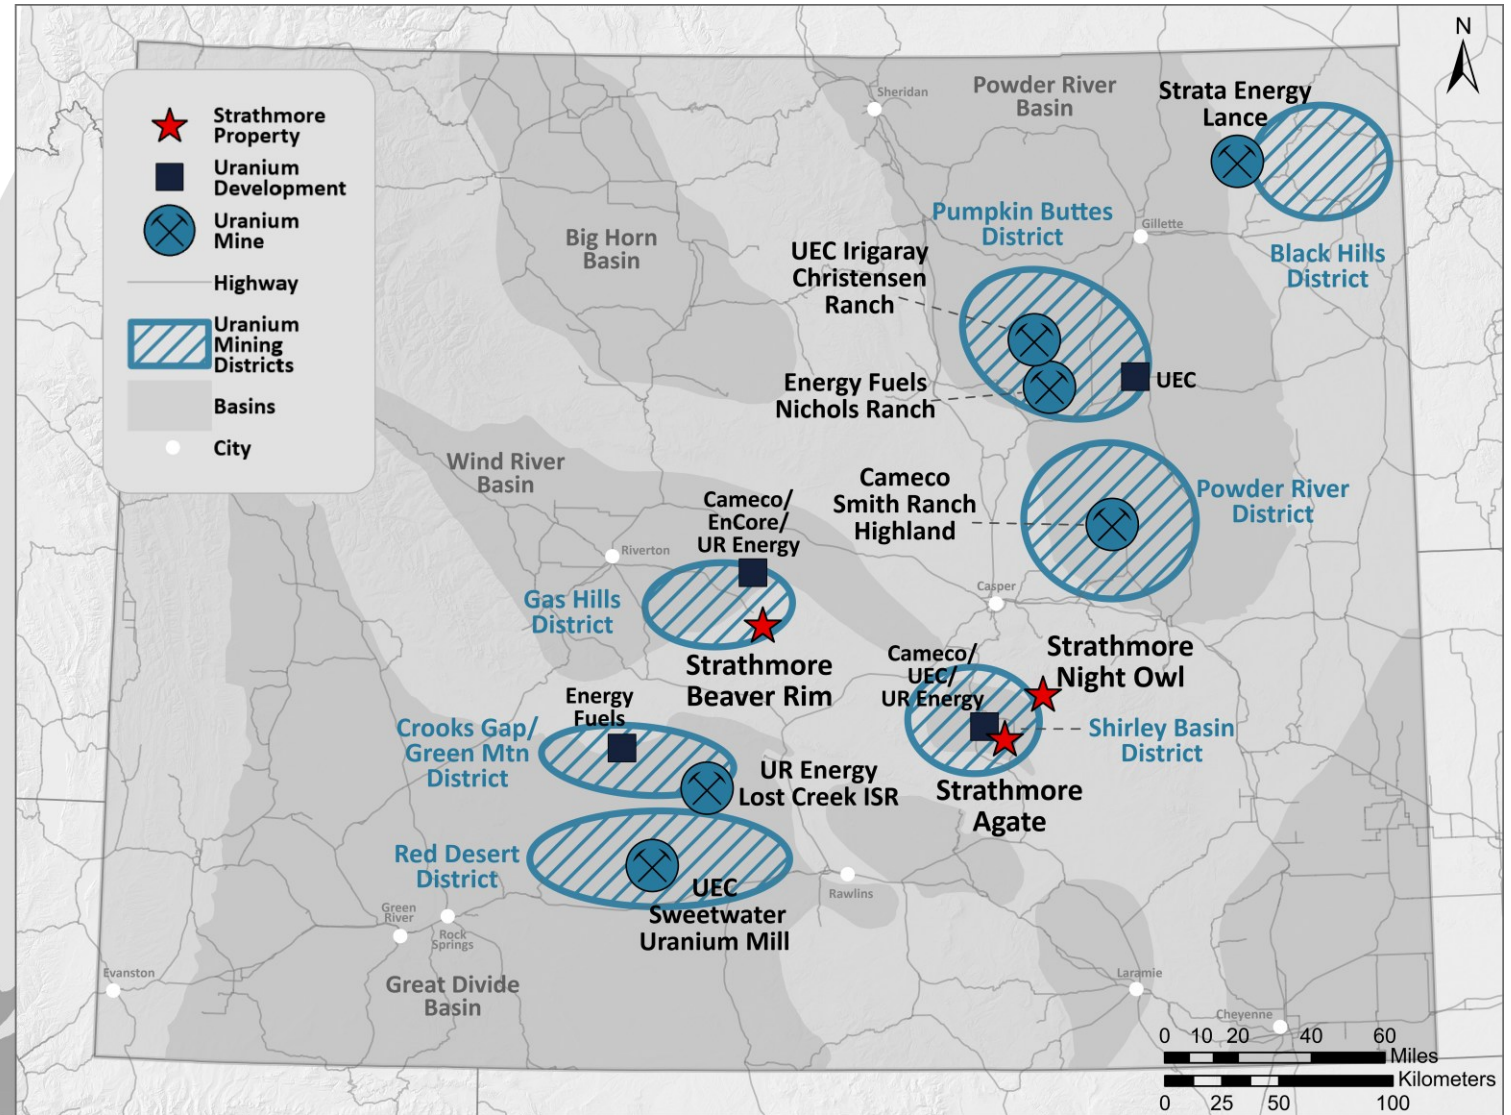 N
Strathmore
Property
Uranium
Development
Uranium
Mine
Highway
Uranium
Mining
Districts
Basins
City
Sheridan
Powder River
Basin
Strata Energy
Lance
Big Horn
Basin
Pumpkin Buttes
District
Gillette
Black Hills
District
UEC Irigaray
Christensen
Ranch
Energy Fuels
Nichols Ranch
UEC
Wind River
Basin
Cameco
Smith Ranch
Highland
Powder River
District
Cameco/
EnCore/
UR Energy
Riverton
Gas Hills
District
Casper
Strathmore
Beaver Rim
Cameco/
UEC/
UR Energy
Strathmore
Night Owl
Energy
Fuels
Crooks Gap/
Green Mtn
District
Shirley Basin
District
UR Energy
Lost Creek ISR
Strathmore
Agate
Red Desert
District
UEC
Sweetwater
Uranium Mill
Rawlins
Green
River
Rock
Springs
Evanston
Great Divide
Basin
Laramie
Cheyenne
0 10 20 40 60
Miles
Kilometers
0 25 50 100